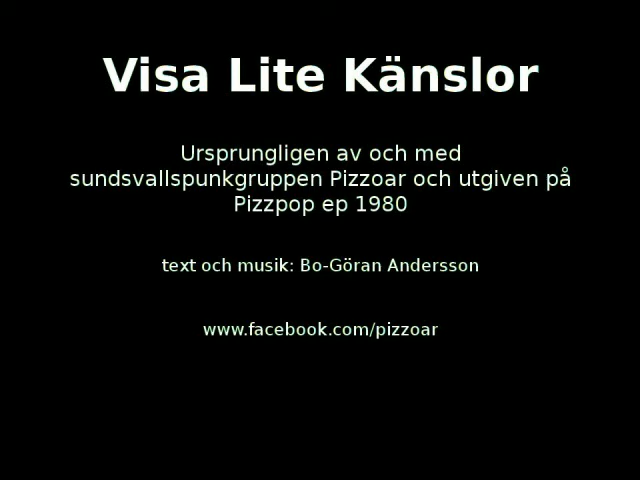 Visa Lite Känslor
Ursprungligen av och med
sundsvallspunkgruppen Pizzoar och utgiven på
Pizzpop ep 1980
text och musik: Bo-Göran Andersson
www.facebook.com/pizzoar